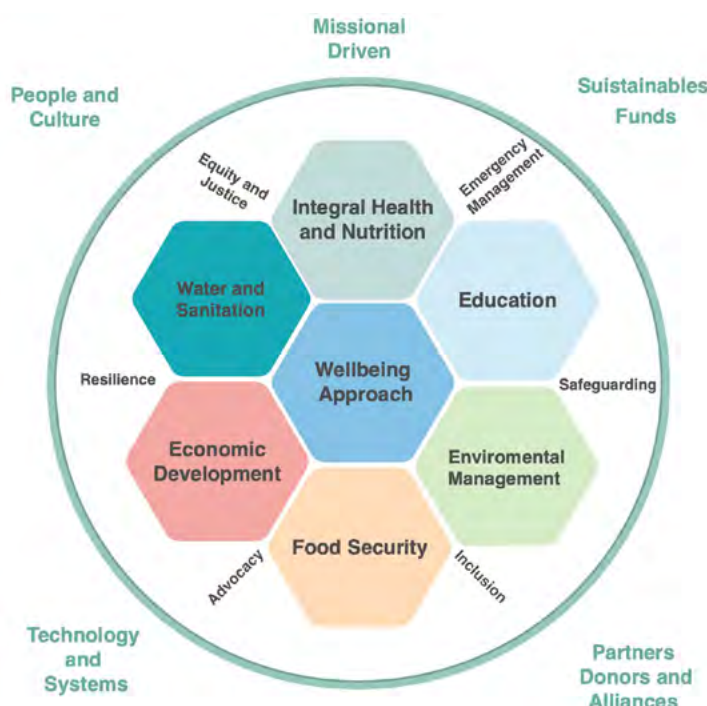 Missional
Driven
People and
Culture
Suistainables
Funds
Equity and
Justice
Emergency
Management
Integral Health
and Nutrition
Water and
Sanitation
Education
Wellbeing
Approach
Resilience
Safeguarding
Economic
Development
Enviromental
Management
Food Security
Advocacy
Inclusion
Technology
and
Systems
Partners
Donors and
Alliances